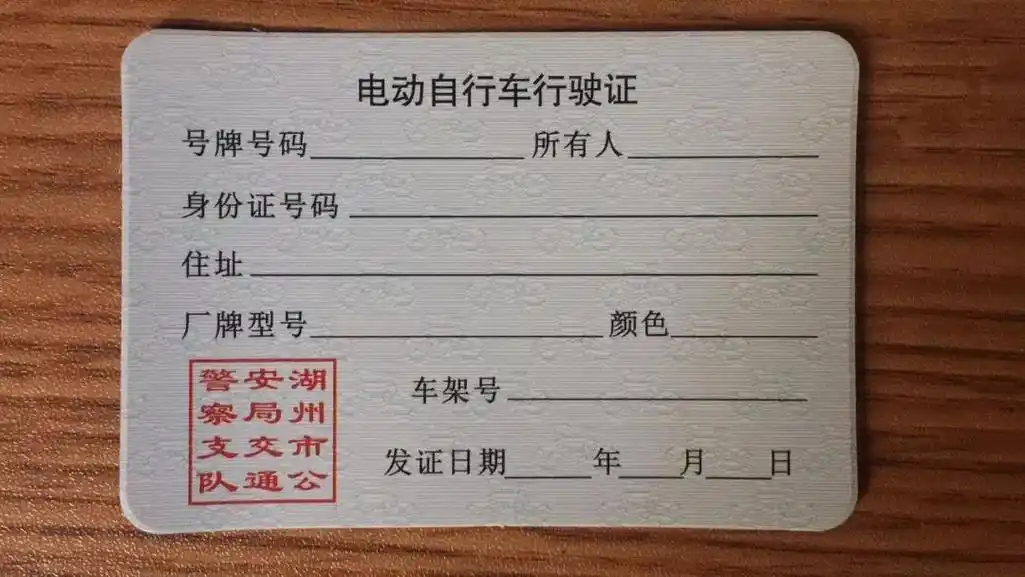 电动自行车行驶证
号牌号码 所有人
身份证号码
住址
厂牌型号 颜色
车架号
发证日期 年 月 日
湖州市公
安局交通
警察支队